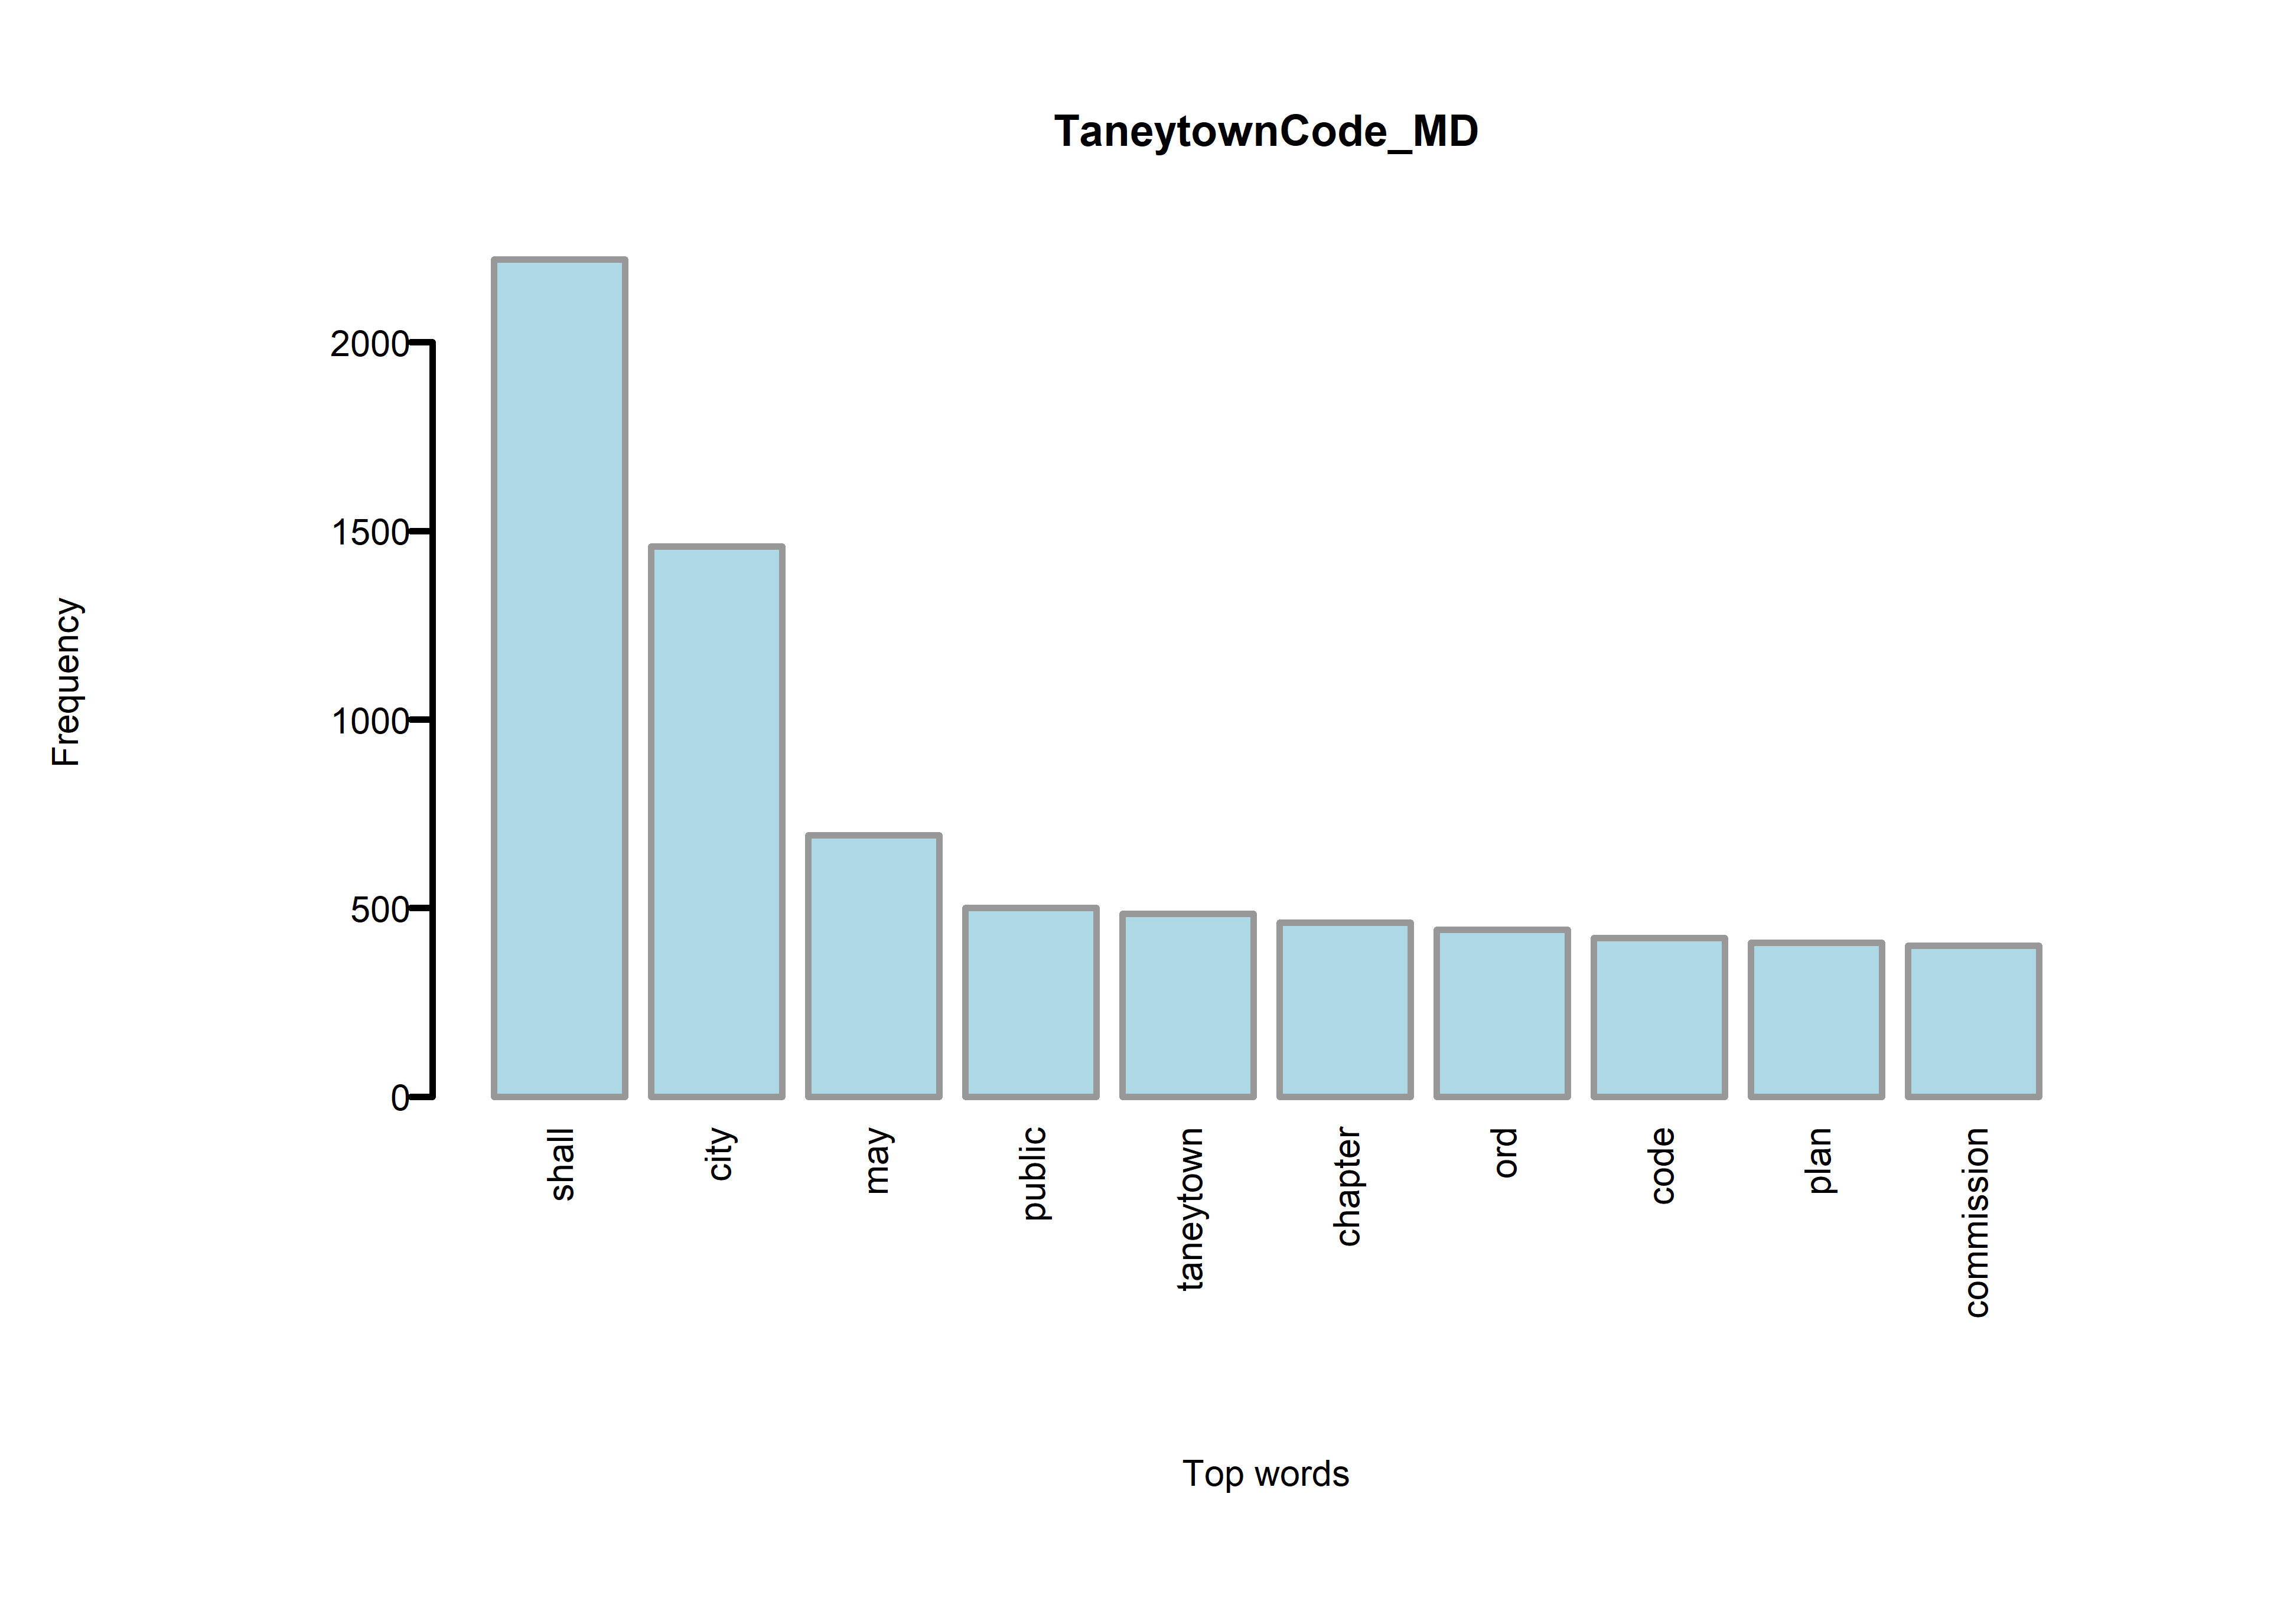 TaneytownCode_MD
Frequency
2000
1500
1000
500
0
shall
city
may
public
taneytown
chapter
ord
code
plan
commission
Top words